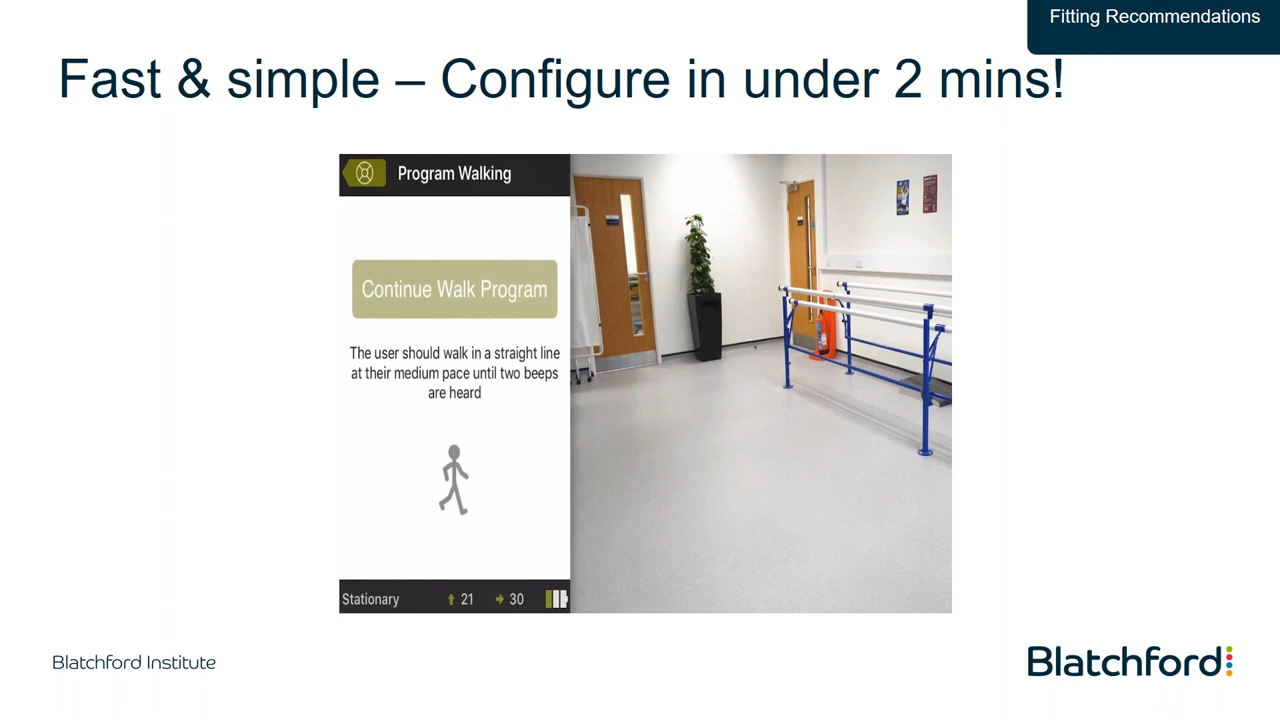 Fitting Recommendations
Fast & simple – Configure in under 2 mins!
Program Walking
Continue Walk Program
The user should walk in a straight line
at their medium pace until two beeps
are heard
Stationary 21 30
Blatchford Institute
Blatchford